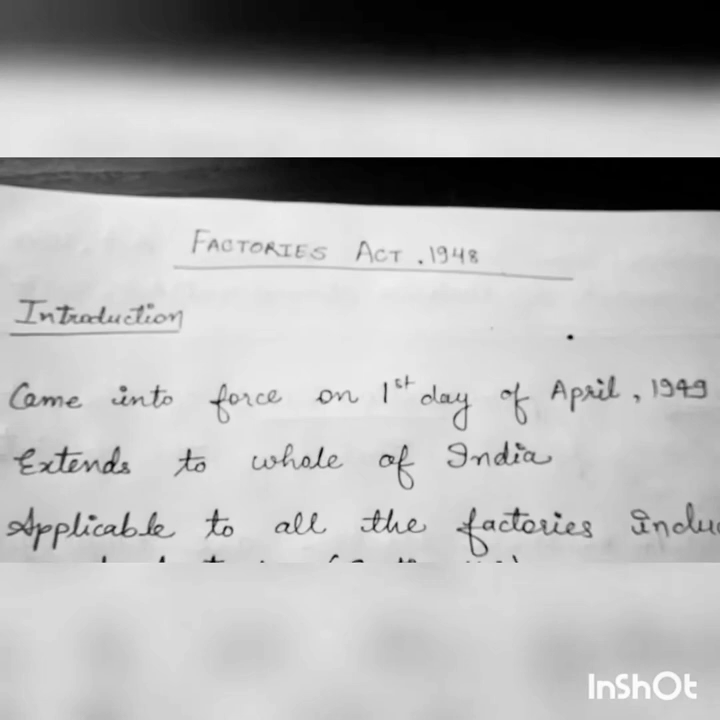 FACTORIES ACT, 1948
Introduction
Came into force on 1st day of April, 1949
Extends to whole of India
Applicable to all the factories
InShOt